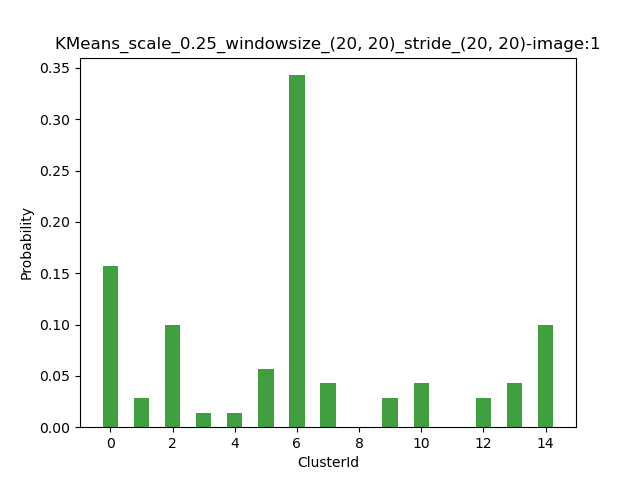 KMeans_scale_0.25_windowsize_(20, 20)_stride_(20, 20)-image:1
0.35
0.30
0.25
0.20
0.15
0.10
0.05
0.00
Probability
0 2 4 6 8 10 12 14
ClusterId